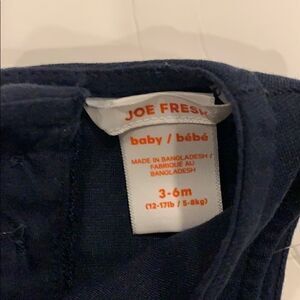 JOE FRESH
baby / bébé
MADE IN BANGLADESH /
FABRIQUÉ AU
BANGLADESH
3-6m
(12-17lb / 5-8kg)